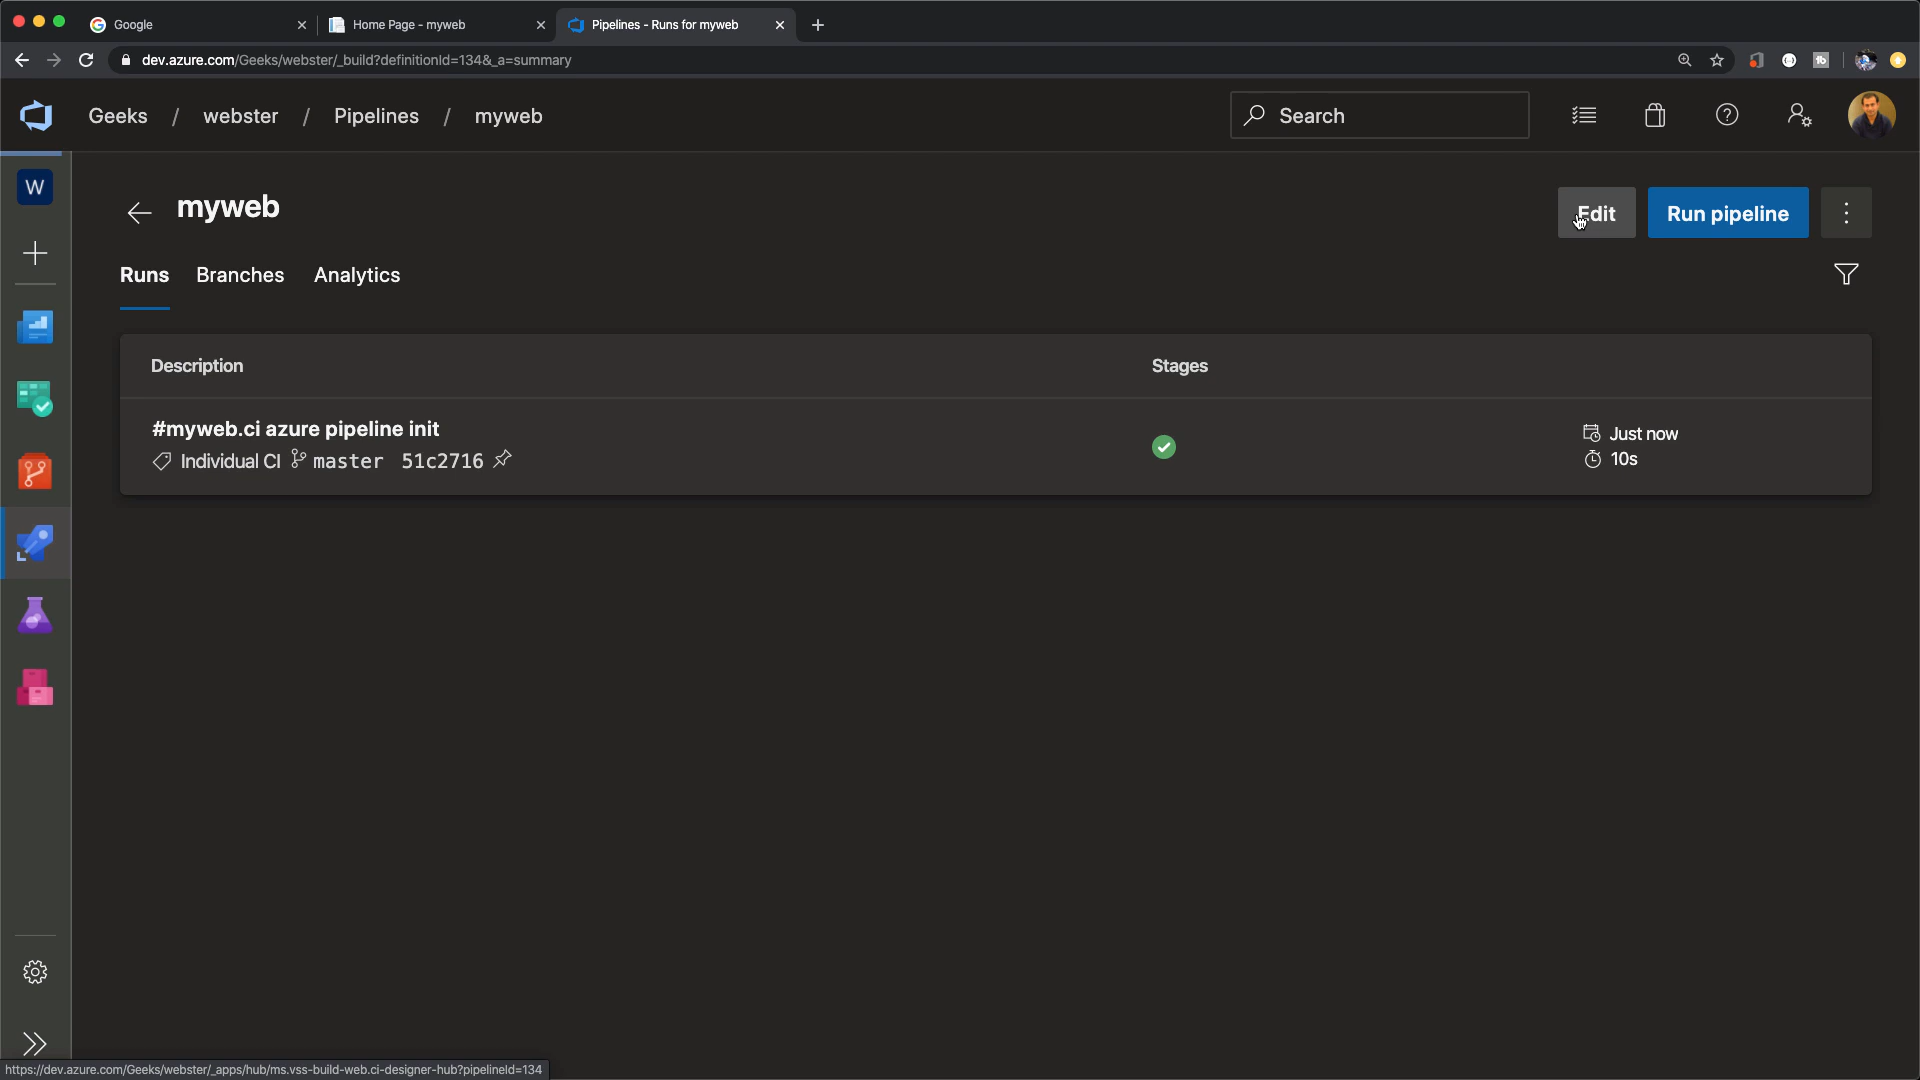 Google
Home Page - myweb
Pipelines - Runs for myweb
dev.azure.com/Geeks/webster/_build?definitionId=134&_a=summary
Geeks / webster / Pipelines / myweb
Search
W
myweb
Edit
Run pipeline
Runs
Branches
Analytics
Description
Stages
#myweb.ci azure pipeline init
Just now
Individual CI master 51c2716
10s
https://dev.azure.com/Geeks/webster/_apps/hub/ms.vss-build-web.ci-designer-hub?pipelineId=134